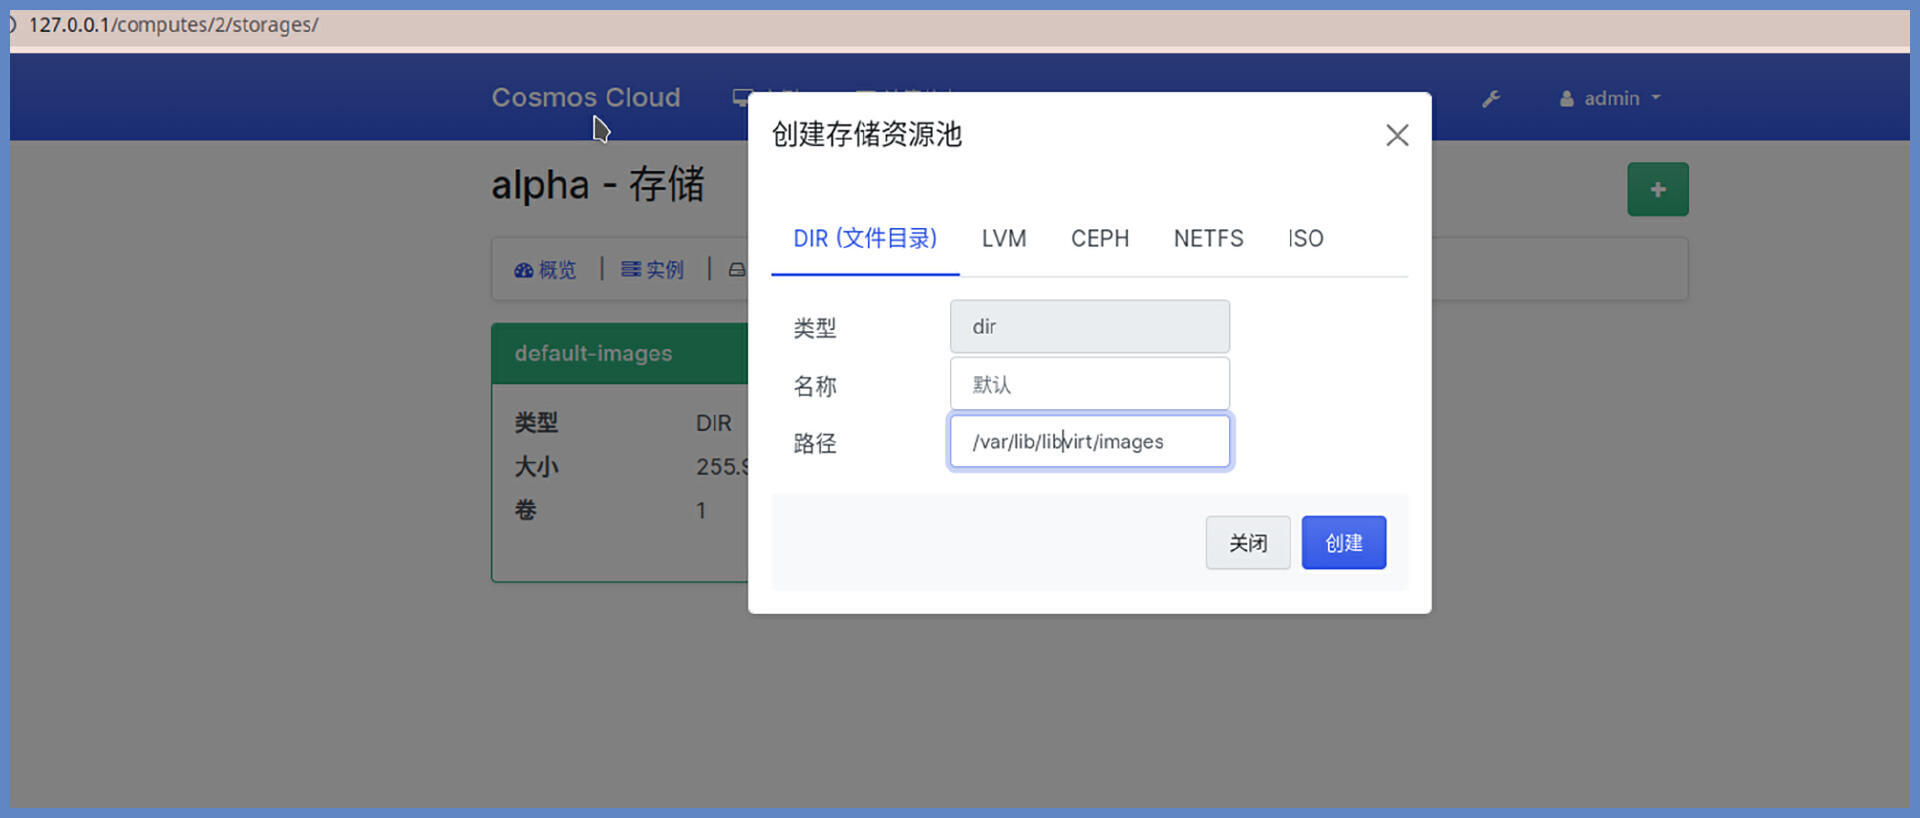 127.0.0.1/computes/2/storages/
Cosmos Cloud
admin
创建存储资源池
alpha - 存储
DIR (文件目录) LVM CEPH NETFS ISO
概览 | 实例 |
类型 dir
名称 默认
路径 /var/lib/libvirt/images
default-images
类型 DIR
大小 255.
卷 1
关闭 创建